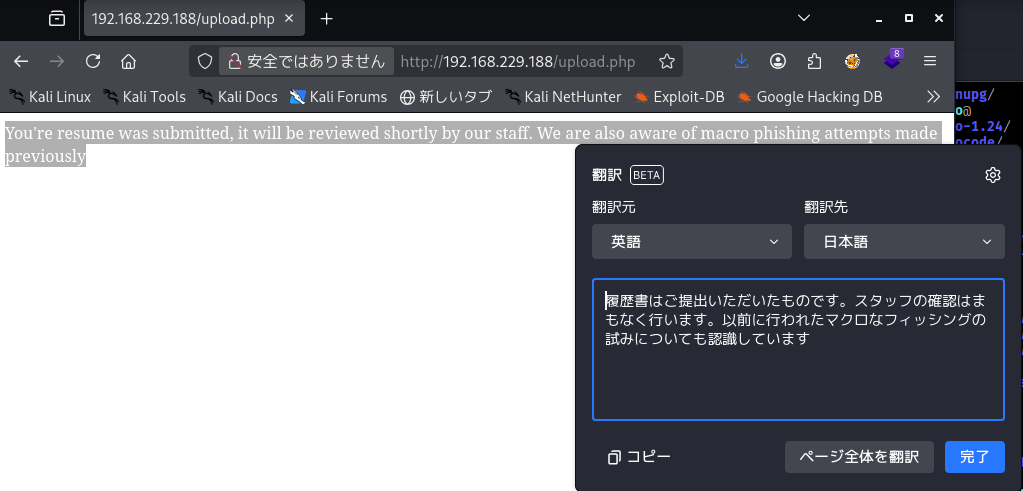 192.168.229.188/upload.php
安全ではありません
http://192.168.229.188/upload.php
8
Kali Linux
Kali Tools
Kali Docs
Kali Forums
新しいタブ
Kali NetHunter
Exploit-DB
Google Hacking DB
nupg/
o@
o-1.24/
ocode/
You're resume was submitted, it will be reviewed shortly by our staff. We are also aware of macro phishing attempts made
previously
翻訳 BETA
翻訳元
翻訳先
英語
日本語
履歴書はご提出いただいたものです。スタッフの確認はま
もなく行います。以前に行われたマクロなフィッシングの
試みについても認識しています
コピー
ページ全体を翻訳
完了